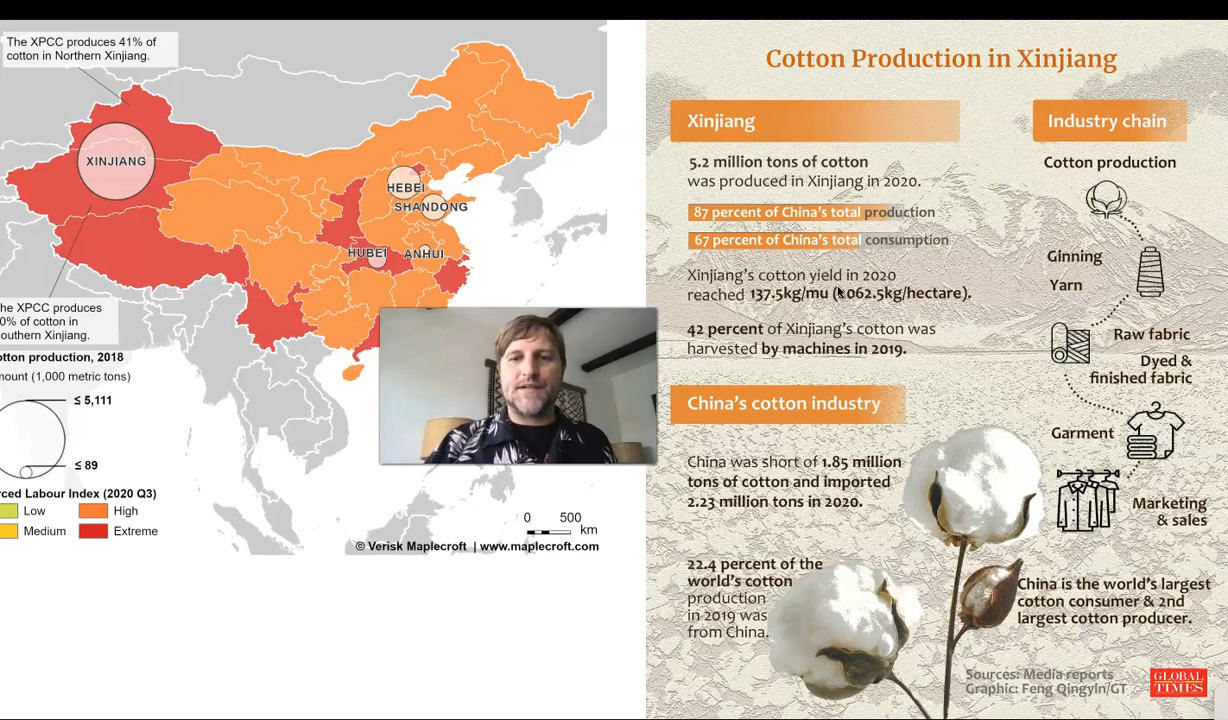 The XPCC produces 41% of
cotton in Northern Xinjiang.
XINJIANG
HEBEI
SHANDONG
HUBEI
ANHUI
he XPCC produces
0% of cotton in
outhern Xinjiang.
otton production, 2018
mount (1,000 metric tons)
≤ 5,111
≤ 89
rced Labour Index (2020 Q3)
Low
High
Medium
Extreme
0 500
km
© Verisk Maplecroft | www.maplecroft.com
Cotton Production in Xinjiang
Xinjiang
5.2 million tons of cotton
was produced in Xinjiang in 2020.
87 percent of China's total production
67 percent of China's total consumption
Xinjiang's cotton yield in 2020
reached 137.5kg/mu ( 062.5kg/hectare).
42 percent of Xinjiang's cotton was
harvested by machines in 2019.
China's cotton industry
China was short of 1.85 million
tons of cotton and imported
2.23 million tons in 2020.
22.4 percent of the
world's cotton
production
in 2019 was
from China.
Industry chain
Cotton production
Ginning
Yarn
Raw fabric
Dyed &
finished fabric
Garment
Marketing
& sales
China is the world's largest
cotton consumer & 2nd
largest cotton producer.
Sources: Media reports
Graphic: Feng Qingyin/GT
GLOBAL
TIMES